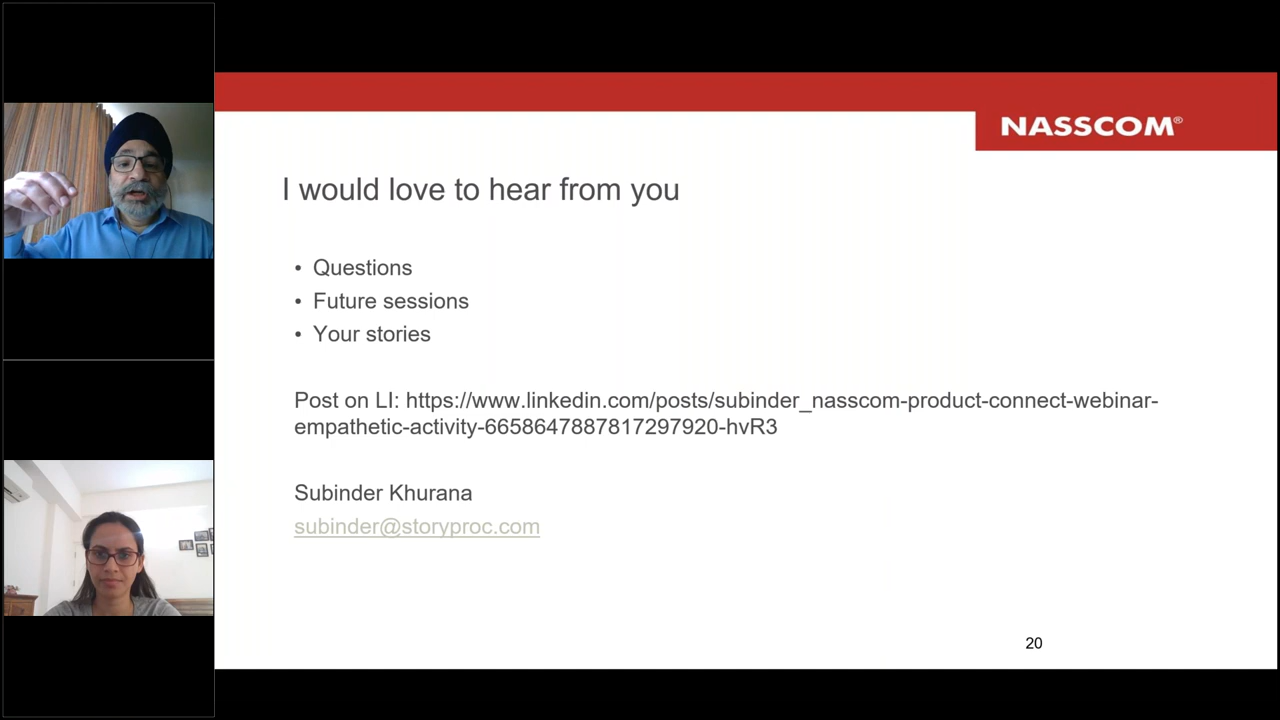 NASSCOM®
I would love to hear from you
• Questions
• Future sessions
• Your stories
Post on LI: https://www.linkedin.com/posts/subinder_nasscom-product-connect-webinar-
empathetic-activity-6658647887817297920-hvR3
Subinder Khurana
subinder@storyproc.com
20